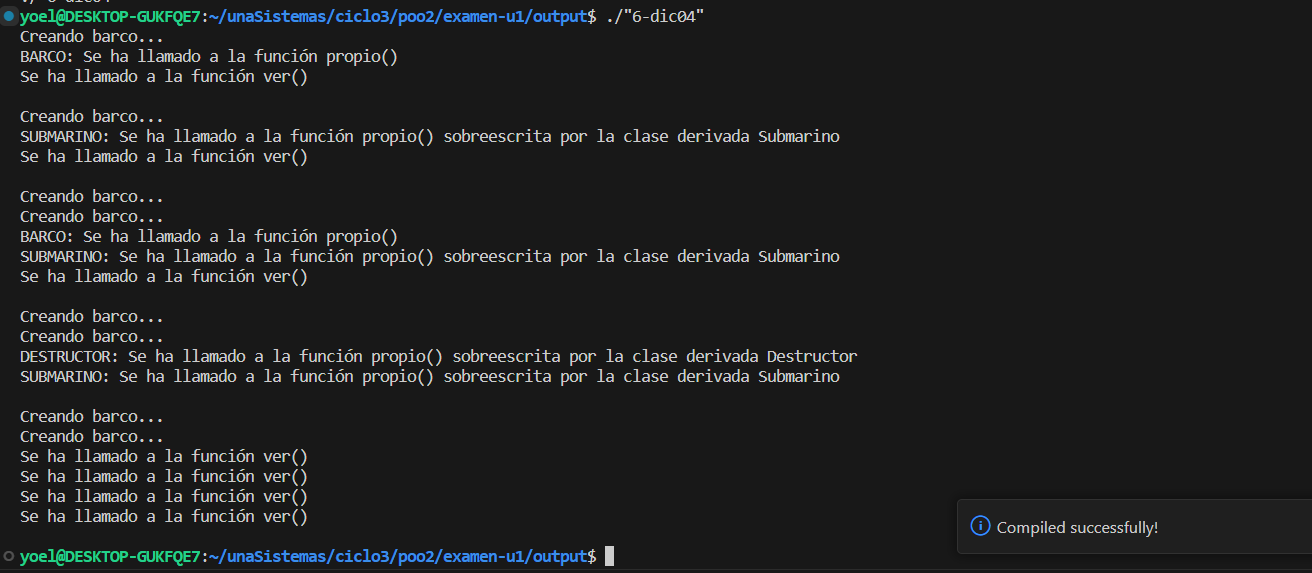 yoel@DESKTOP-GUKFQE7:~/unaSistemas/ciclo3/poo2/examen-u1/output$ ./"6-dic04"
Creando barco...
BARCO: Se ha llamado a la función propio()
Se ha llamado a la función ver()
Creando barco...
SUBMARINO: Se ha llamado a la función propio() sobreescrita por la clase derivada Submarino
Se ha llamado a la función ver()
Creando barco...
Creando barco...
BARCO: Se ha llamado a la función propio()
SUBMARINO: Se ha llamado a la función propio() sobreescrita por la clase derivada Submarino
Se ha llamado a la función ver()
Creando barco...
Creando barco...
DESTRUCTOR: Se ha llamado a la función propio() sobreescrita por la clase derivada Destructor
SUBMARINO: Se ha llamado a la función propio() sobreescrita por la clase derivada Submarino
Creando barco...
Creando barco...
Se ha llamado a la función ver()
Se ha llamado a la función ver()
Se ha llamado a la función ver()
Se ha llamado a la función ver()
Compiled successfully!
yoel@DESKTOP-GUKFQE7:~/unaSistemas/ciclo3/poo2/examen-u1/output$